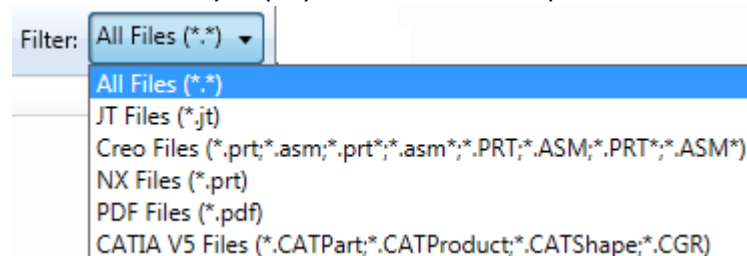 Filter: All Files (*.*)
All Files (*.*)
JT Files (*.jt)
Creo Files (*.prt;*.asm;*.prt*;*.asm*;*.PRT;*.ASM;*.PRT*;*.ASM*)
NX Files (*.prt)
PDF Files (*.pdf)
CATIA V5 Files (*.CATPart;*.CATProduct;*.CATShape;*.CGR)